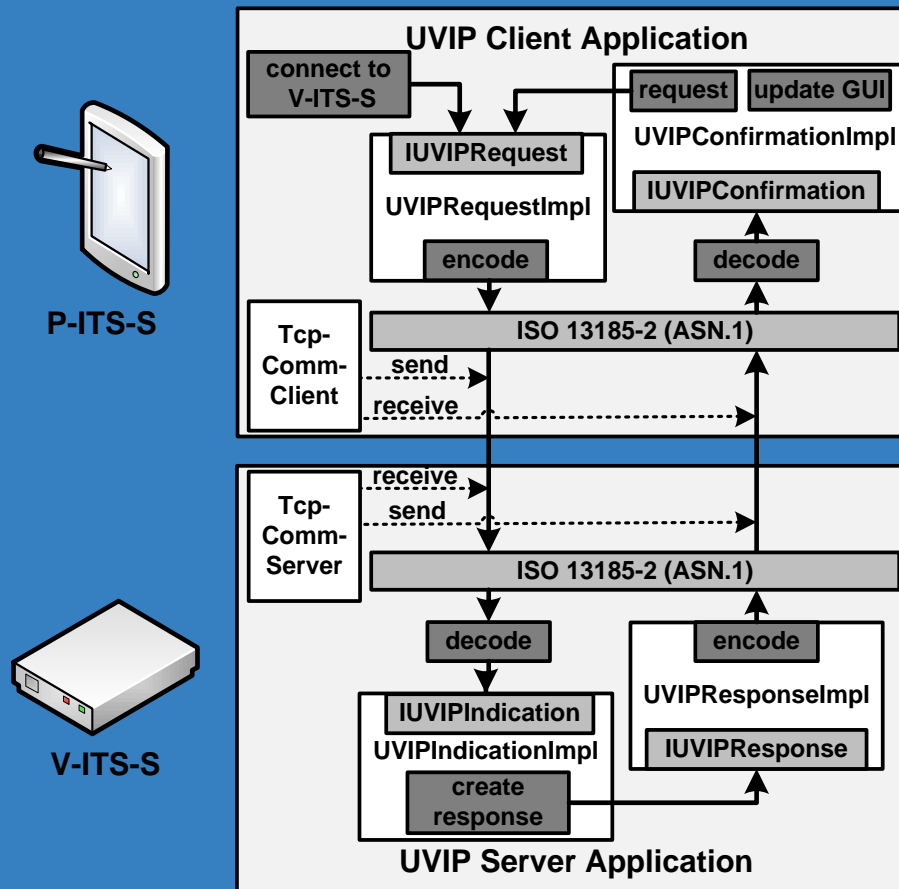 UVIP Client Application
connect to
V-ITS-S
request
update GUI
UVIPConfirmationImpl
IUVIPRequest
UVIPRequestImpl
IUVIPConfirmation
encode
decode
P-ITS-S
ISO 13185-2 (ASN.1)
Tcp-
Comm-
Client
send
receive
Tcp-
Comm-
Server
receive
send
ISO 13185-2 (ASN.1)
decode
encode
UVIPResponseImpl
IUVIPIndication
UVIPIndicationImpl
IUVIPResponse
V-ITS-S
create
response
UVIP Server Application